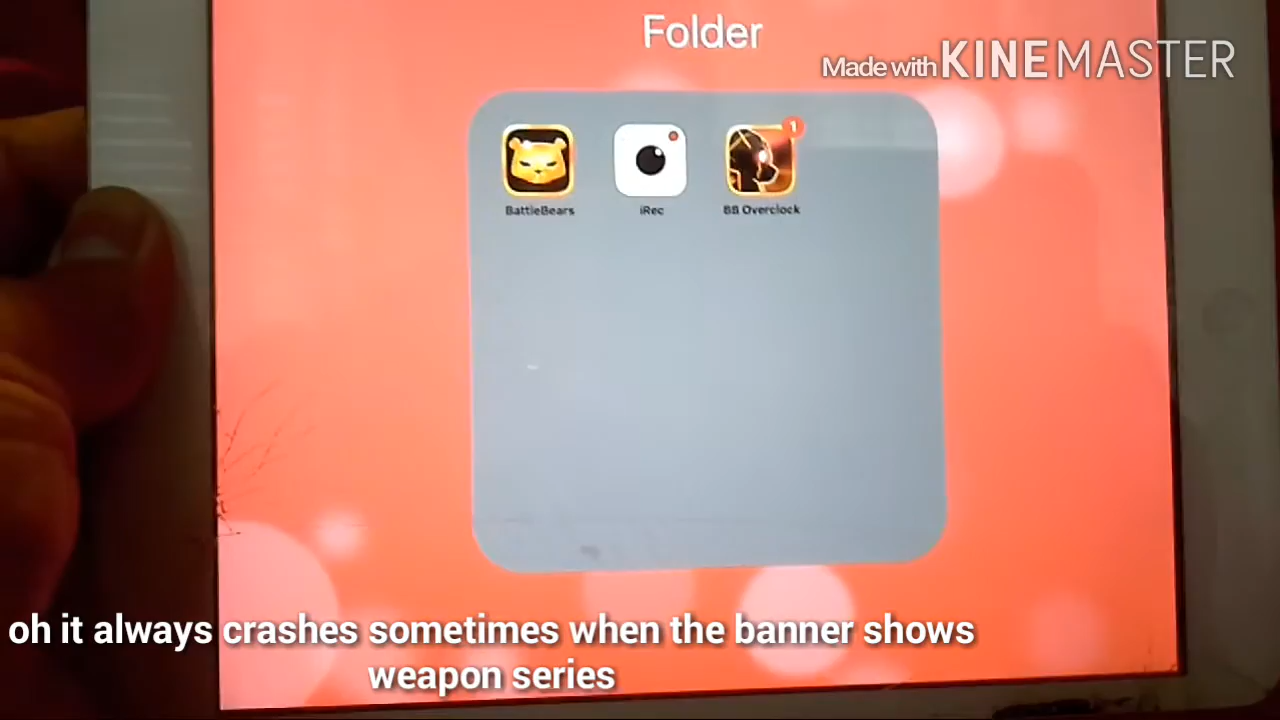 Folder
Made with KINEMASTER
1
BattleBears
iRec
BB Overclock
oh it always crashes sometimes when the banner shows
weapon series